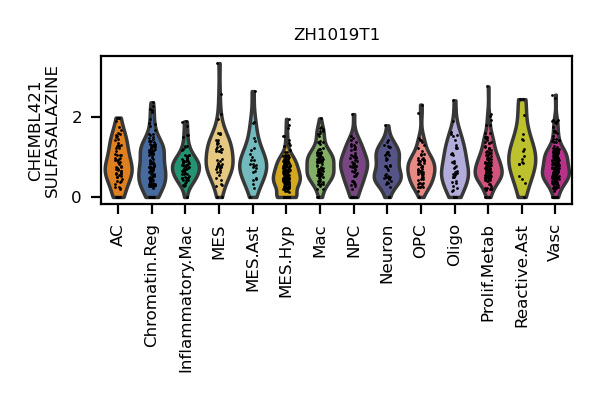 ZH1019T1
CHEMBL421
SULFASALAZINE
2
0
AC
Chromatin.Reg
Inflammatory.Mac
MES
MES.Ast
MES.Hyp
Mac
NPC
Neuron
OPC
Oligo
Prolif.Metab
Reactive.Ast
Vasc